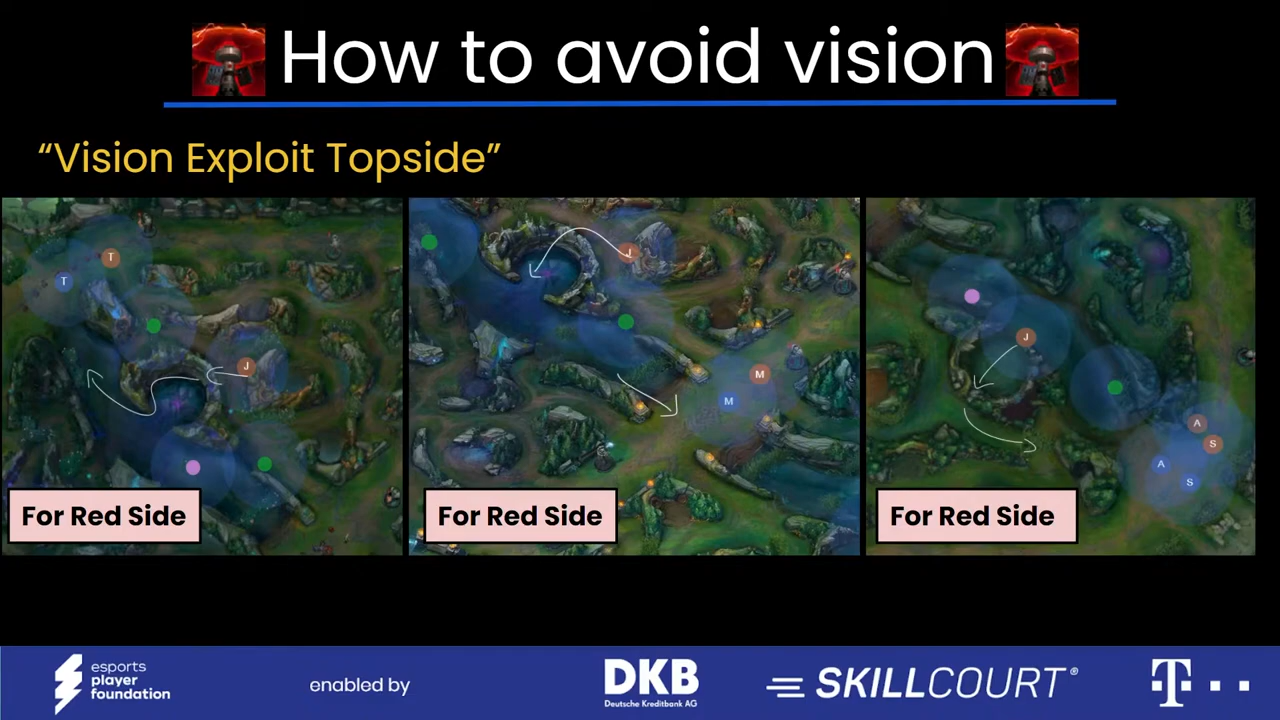 How to avoid vision
“Vision Exploit Topside”
T
T
J
For Red Side
J
M
M
For Red Side
J
A
S
A
S
For Red Side
esports
player
foundation
enabled by
DKB
Deutsche Kreditbank AG
SKILLCOURT®
T